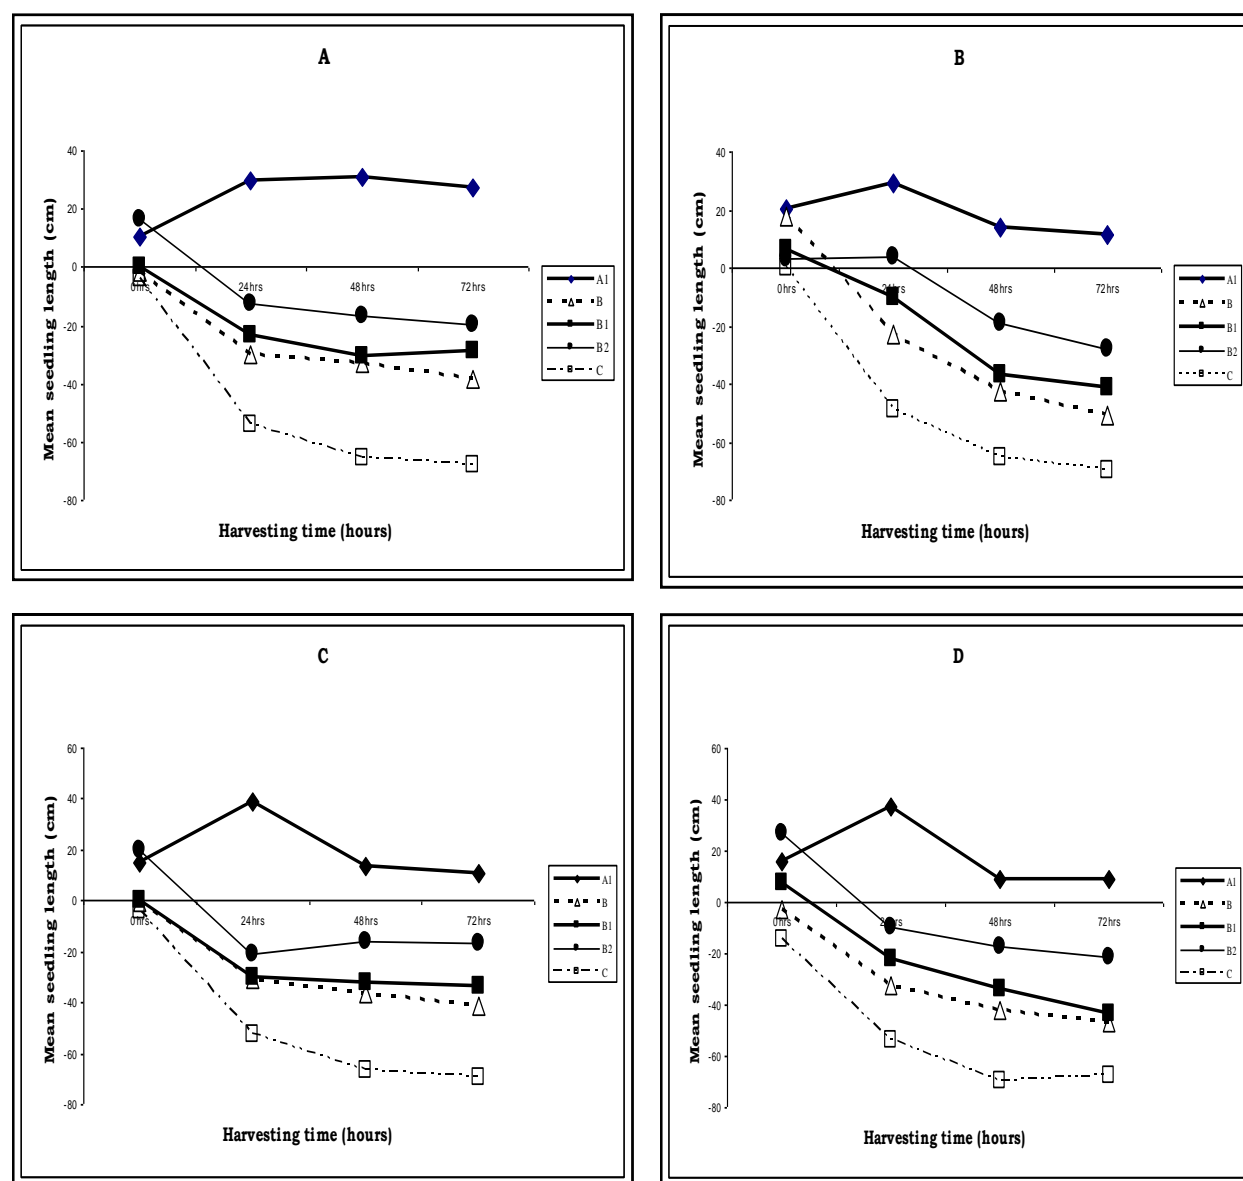 A
Mean seedling length (cm)
40
20
0
-20
-40
-60
-80
0hrs
24hrs
48hrs
72hrs
Harvesting time (hours)
A1
B
B1
B2
C
B
Mean seedling length (cm)
40
20
0
-20
-40
-60
-80
0hrs
48hrs
72hrs
Harvesting time (hours)
A1
B
B1
B2
C
C
Mean seedling length (cm)
60
40
20
0
-20
-40
-60
-80
0hrs
24hrs
48hrs
72hrs
Harvesting time (hours)
A1
B
B1
B2
C
D
Mean seedling length (cm)
60
40
20
0
-20
-40
-60
-80
0hrs
48hrs
72hrs
Harvesting time (hours)
A1
B
B1
B2
C